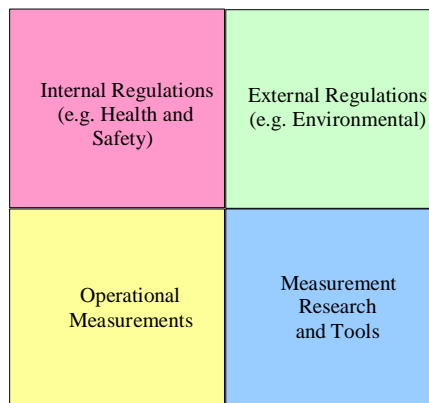 Internal Regulations
(e.g. Health and
Safety)
External Regulations
(e.g. Environmental)
Operational
Measurements
Measurement
Research
and Tools